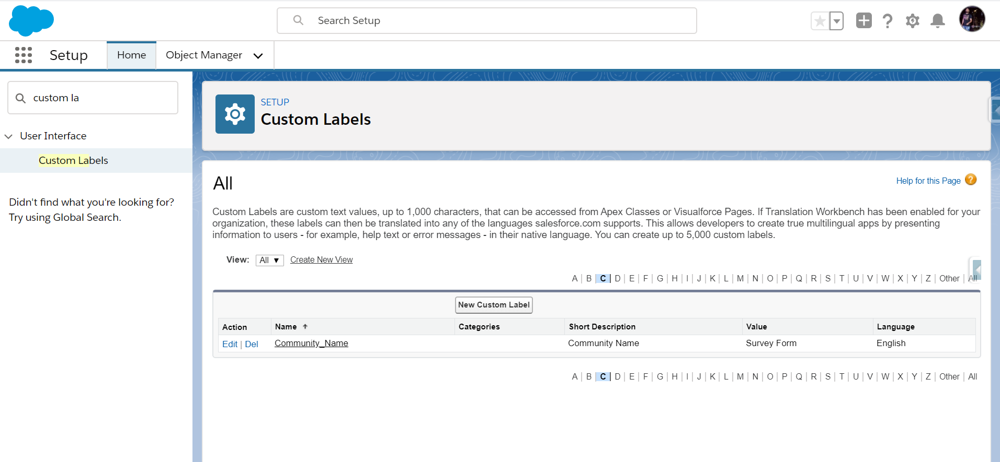 Search Setup
Setup
Home
Object Manager
custom la
User Interface
Custom Labels
Didn't find what you're looking for?
Try using Global Search.
SETUP
Custom Labels
All
Help for this Page ?
Custom Labels are custom text values, up to 1,000 characters, that can be accessed from Apex Classes or Visualforce Pages. If Translation Workbench has been enabled for your
organization, these labels can then be translated into any of the languages salesforce.com supports. This allows developers to create true multilingual apps by presenting
information to users - for example, help text or error messages - in their native language. You can create up to 5,000 custom labels.
View: All ▼ Create New View
A | B | C | D | E | F | G | H | I | J | K | L | M | N | O | P | Q | R | S | T | U | V | W | X | Y | Z | Other | All
New Custom Label
Action Name ↑ Categories Short Description Value Language
Edit | Del Community_Name Community Name Survey Form English
A | B | C | D | E | F | G | H | I | J | K | L | M | N | O | P | Q | R | S | T | U | V | W | X | Y | Z | Other | All